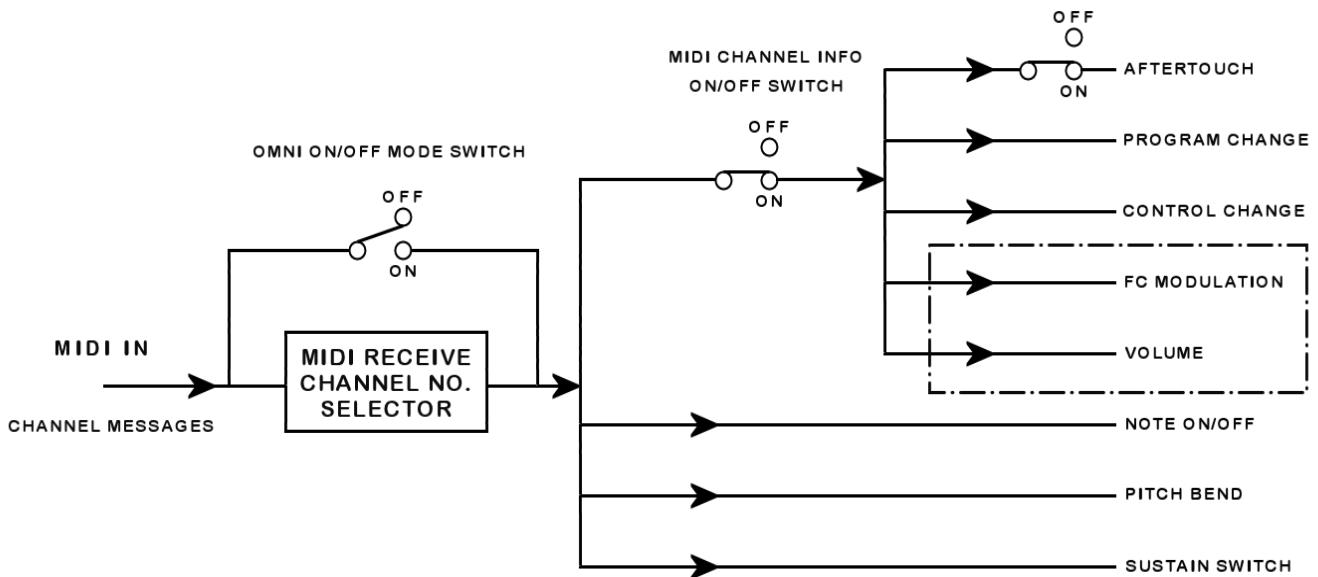 OFF
MIDI CHANNEL INFO
ON/OFF SWITCH
AFTERTOUCH
ON
OFF
PROGRAM CHANGE
OMNI ON/OFF MODE SWITCH
ON
OFF
CONTROL CHANGE
ON
FC MODULATION
MIDI IN
MIDI RECEIVE
CHANNEL NO.
SELECTOR
VOLUME
CHANNEL MESSAGES
NOTE ON/OFF
PITCH BEND
SUSTAIN SWITCH